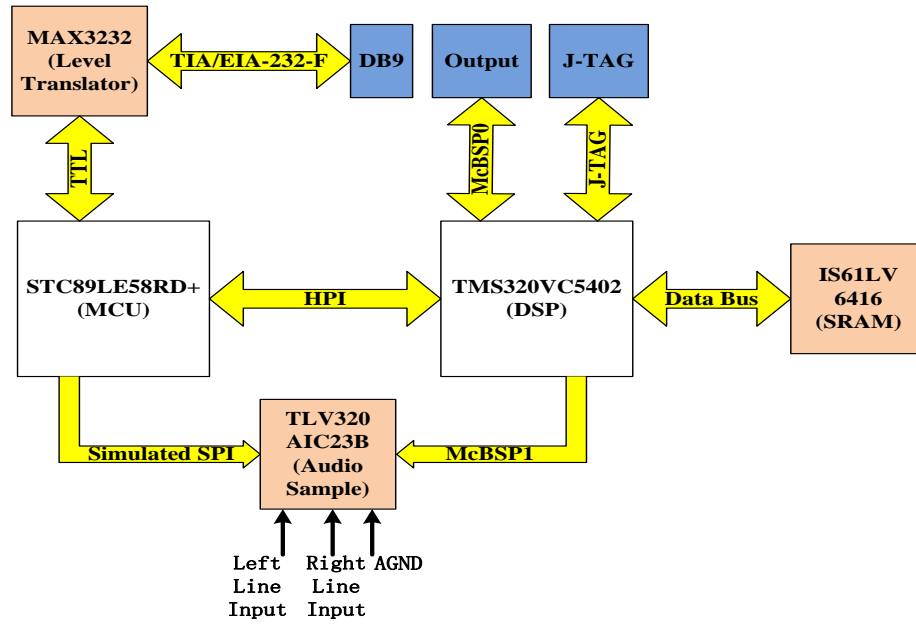 MAX3232
(Level
Translator)
TIA/EIA-232-F
DB9
Output
J-TAG
TTL
McBSP0
J-TAG
STC89LE58RD+
(MCU)
HPI
TMS320VC5402
(DSP)
Data Bus
IS61LV
6416
(SRAM)
Simulated SPI
TLV320
AIC23B
(Audio
Sample)
McBSP1
Left
Line
Input
Right
Line
Input
AGND